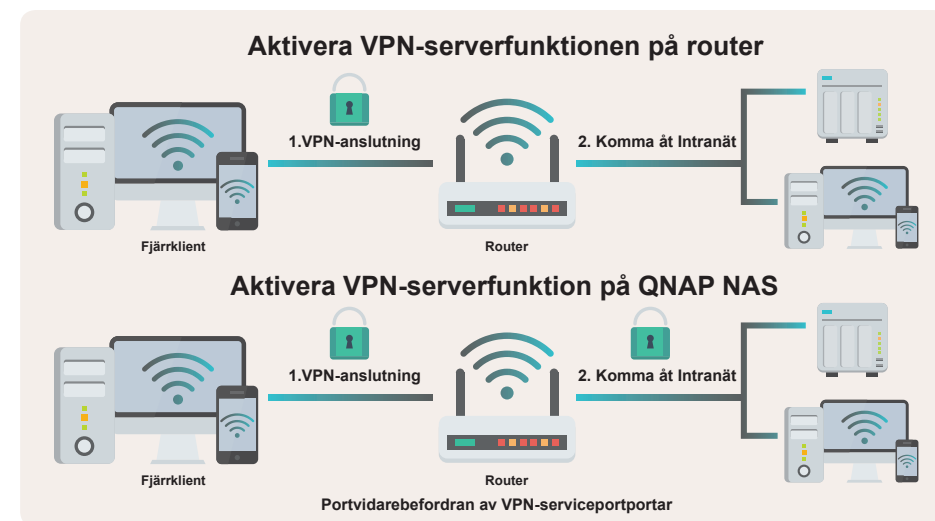 Aktivera VPN-serverfunktionen på router
1.VPN-anslutning
2. Komma åt Intranät
Fjärrklient
Router
Aktivera VPN-serverfunktion på QNAP NAS
1.VPN-anslutning
2. Komma åt Intranät
Fjärrklient
Router
Portvidarebefordran av VPN-serviceportportar